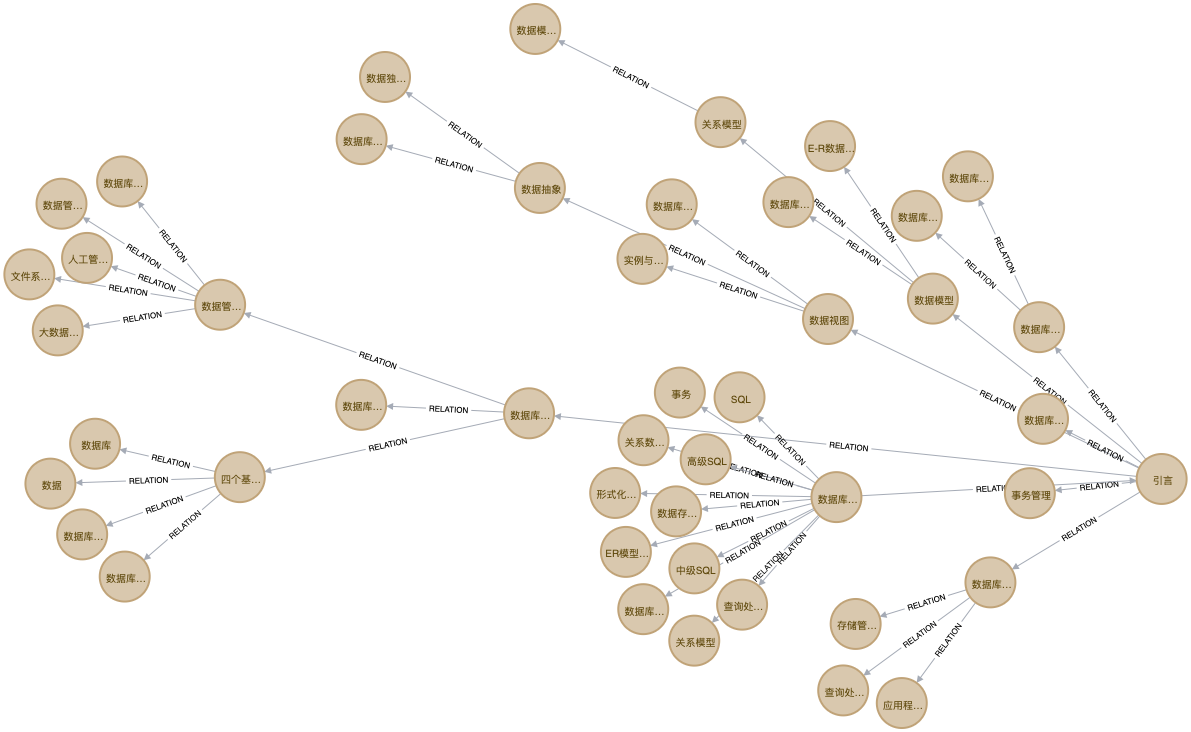 数据模…
RELATION
数据独…
关系模型
RELATION
数据库…
E-R数据…
RELATION
数据库…
数据库…
数据抽象
数据管…
数据库…
数据库…
RELATION
数据库…
RELATION
RELATION
RELATION
RELATION
RELATION
RELATION
人工管…
实例与…
RELATION
RELATION
文件系…
RELATION
RELATION
RELATION
RELATION
数据模型
数据管…
大数据…
RELATION
数据视图
数据库…
RELATION
RELATION
RELATION
RELATION
事务
SQL
数据库…
RELATION
数据库…
数据库…
数据库
关系数…
RELATION
RELATION
RELATION
RELATION
RELATION
RELATION
高级SQL
RELATION
RELATION
四个基…
RELATION
引言
数据
形式化…
RELATION
数据库…
RELATION
RELATION
事务管理
RELATION
数据存…
RELATION
数据库…
RELATION
RELATION
RELATION
RELATION
RELATION
ER模型…
RELATION
中级SQL
RELATION
RELATION
数据库…
数据库…
数据库…
查询处…
RELATION
存储管…
关系模型
RELATION
RELATION
查询处…
应用程…